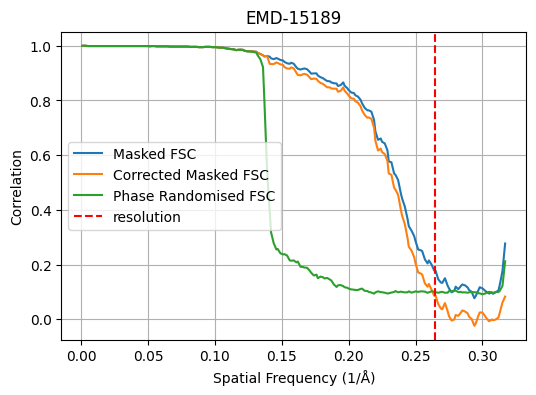 EMD-15189
1.0
0.8
0.6
0.4
0.2
0.0
Correlation
Masked FSC
Corrected Masked FSC
Phase Randomised FSC
resolution
0.00 0.05 0.10 0.15 0.20 0.25 0.30
Spatial Frequency (1/Å)